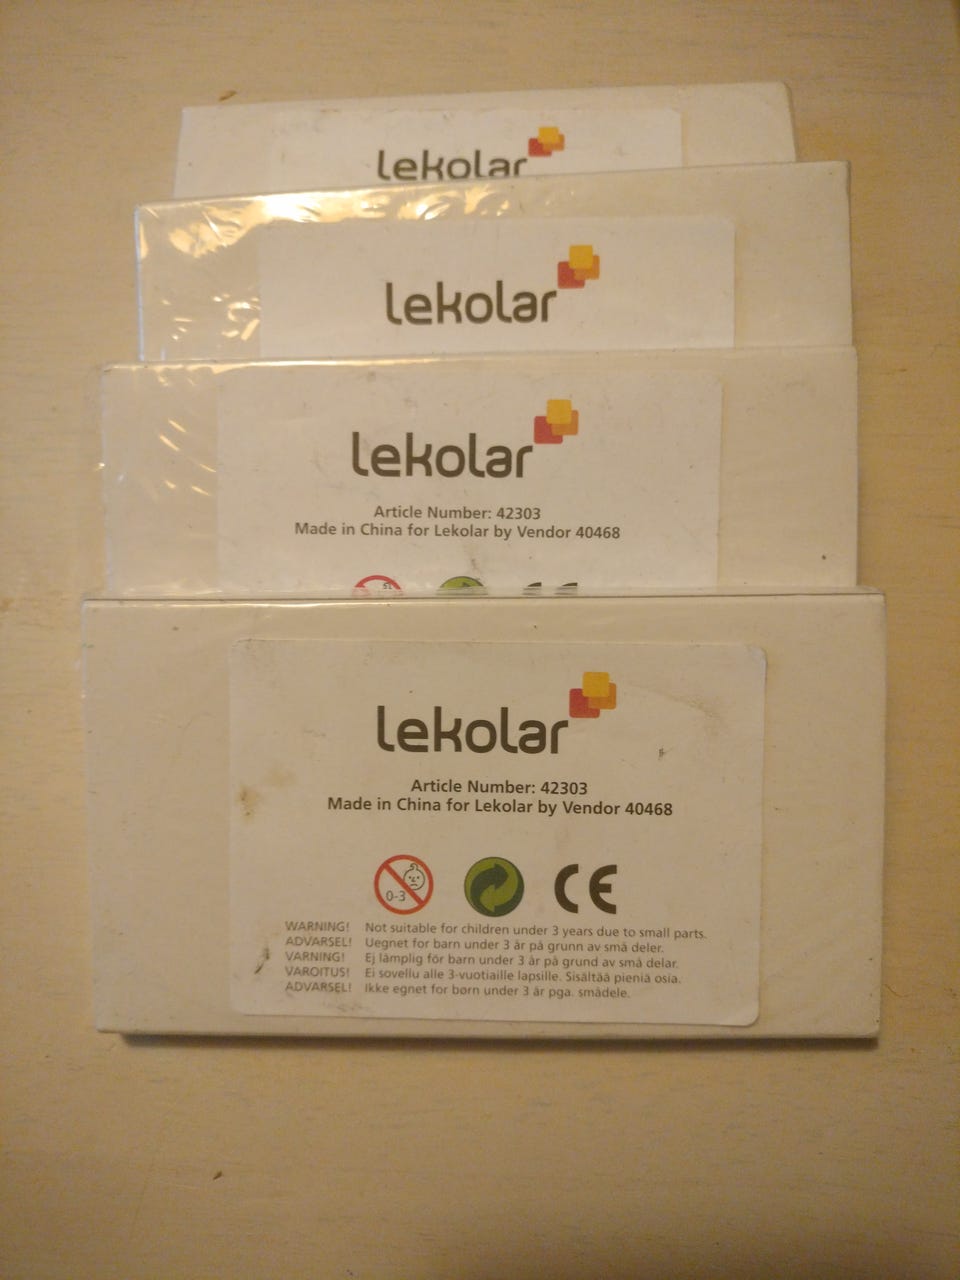 lekolar
lekolar
lekolar
Article Number: 42303
Made in China for Lekolar by Vendor 40468
lekolar
Article Number: 42303
Made in China for Lekolar by Vendor 40468
0-3
CE
WARNING! Not suitable for children under 3 years due to small parts.
ADVARSEL! Uegnet for barn under 3 år på grunn av små deler.
VARNING! Ej lämplig för barn under 3 år på grund av små delar.
VAROITUS! Ei sovellu alle 3-vuotiaille lapsille. Sisältää pieniä osia.
ADVARSEL! Ikke egnet for børn under 3 år pga. smådele.